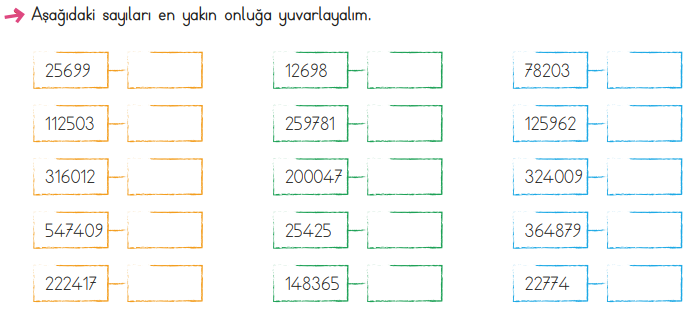 Aşağıdaki sayıları en yakın onluğa yuvarlayalım.
25699 12698 78203
112503 259781 125962
316012 200047 324009
547409 25425 364879
222417 148365 22774